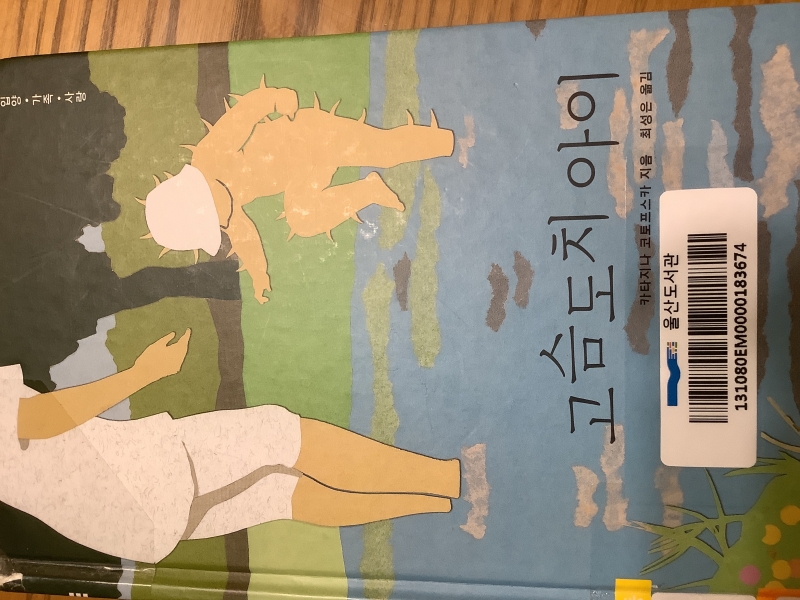 입양 • 가족 • 사랑
고슴도치 아이
카타지나 코토프스카 지음 최성은 옮김
울산도서관
131080EM0000183674